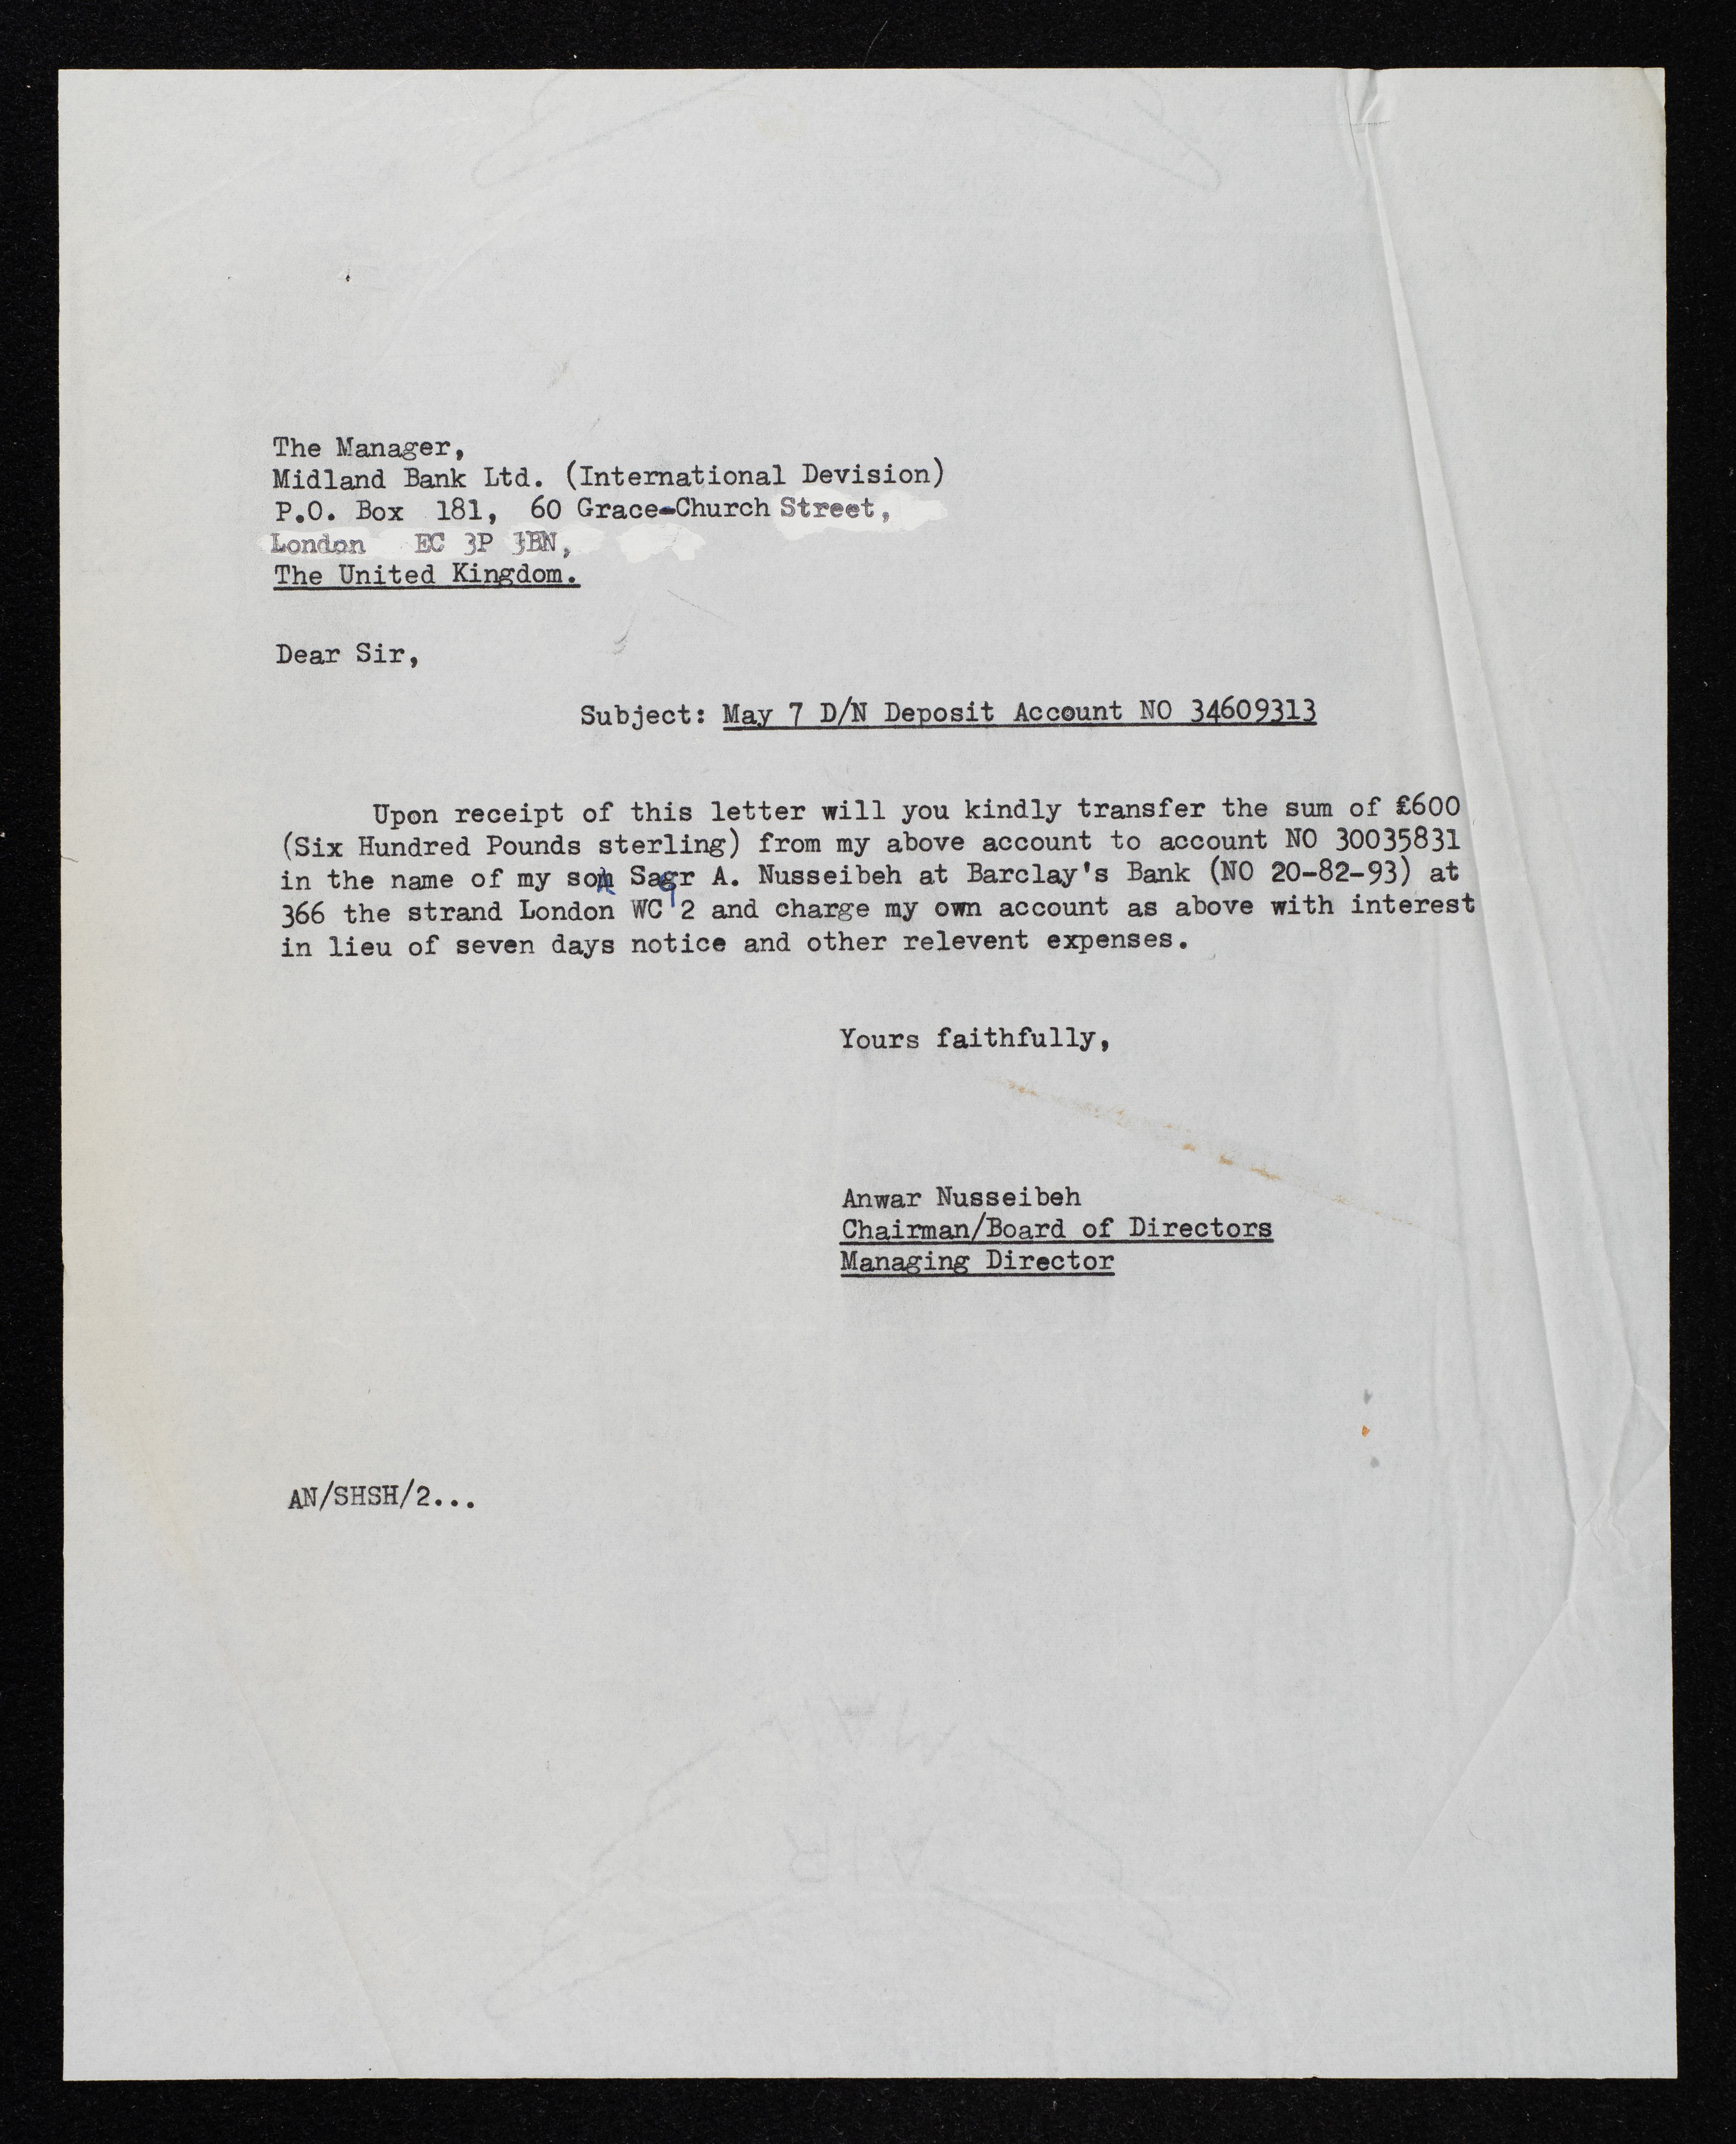 The Manager,
Midland Bank Ltd. (International Devision)
P.O. Box 181, 60 Grace-Church Street,
London EC 3P 3BN,
The United Kingdom.
Dear Sir,
Subject: May 7 D/N Deposit Account NO 34609313
Upon receipt of this letter will you kindly transfer the sum of £600
(Six Hundred Pounds sterling) from my above account to account NO 30035831
in the name of my son Saqr A. Nusseibeh at Barclay's Bank (NO 20-82-93) at
366 the strand London WC 2 and charge my own account as above with interest
in lieu of seven days notice and other relevent expenses.
Yours faithfully,
Anwar Nusseibeh
Chairman/Board of Directors
Managing Director
AN/SHSH/2...
AIR